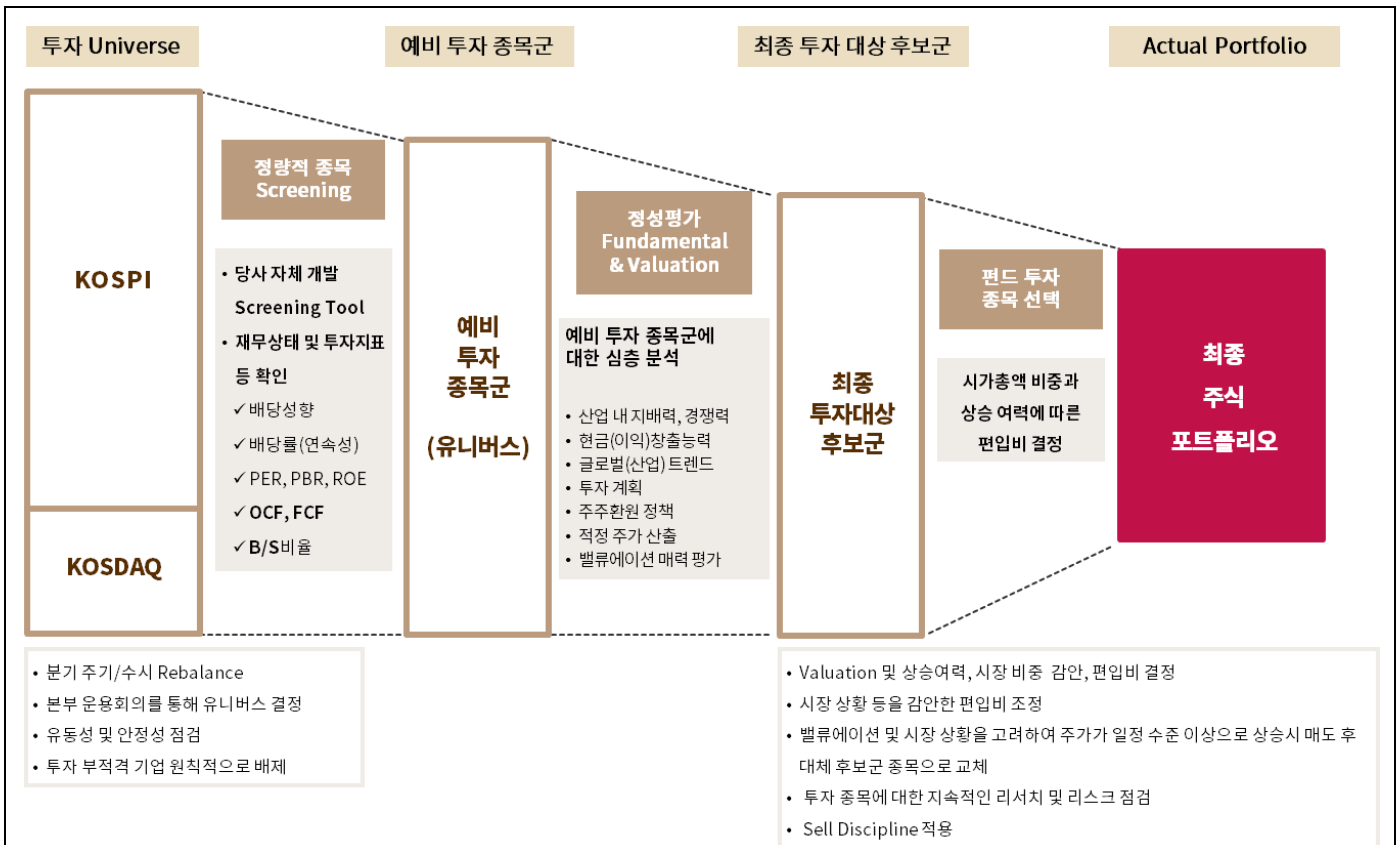 투자 Universe
예비 투자 종목군
최종 투자 대상 후보군
Actual Portfolio
KOSPI
KOSDAQ
정량적 종목
Screening
• 당사 자체 개발
Screening Tool
• 재무상태 및 투자지표
등 확인
✓배당성향
✓배당률(연속성)
✓PER, PBR, ROE
✓OCF, FCF
✓B/S비율
예비
투자
종목군
(유니버스)
정성평가
Fundamental
& Valuation
예비 투자 종목군에
대한 심층 분석
• 산업 내 지배력, 경쟁력
• 현금(이익)창출능력
• 글로벌(산업) 트렌드
• 투자 계획
• 주주환원 정책
• 적정 주가 산출
• 밸류에이션 매력 평가
최종
투자대상
후보군
펀드 투자
종목 선택
시가총액 비중과
상승 여력에 따른
편입비 결정
최종
주식
포트폴리오
• 분기 주기/수시 Rebalance
• 본부 운용회의를 통해 유니버스 결정
• 유동성 및 안정성 점검
• 투자 부적격 기업 원칙적으로 배제
• Valuation 및 상승여력, 시장 비중 감안, 편입비 결정
• 시장 상황 등을 감안한 편입비 조정
• 밸류에이션 및 시장 상황을 고려하여 주가가 일정 수준 이상으로 상승시 매도 후
대체 후보군 종목으로 교체
• 투자 종목에 대한 지속적인 리서치 및 리스크 점검
• Sell Discipline 적용